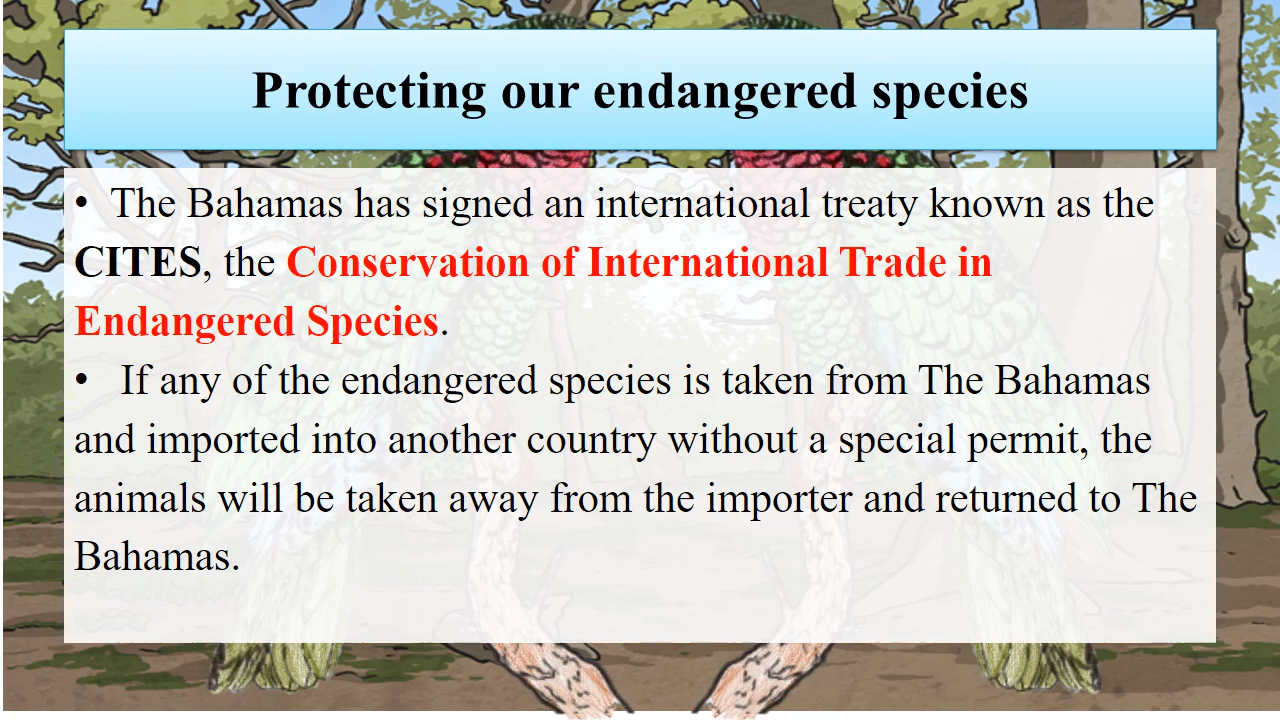 Protecting our endangered species
• The Bahamas has signed an international treaty known as the
CITES, the Conservation of International Trade in
Endangered Species.
• If any of the endangered species is taken from The Bahamas
and imported into another country without a special permit, the
animals will be taken away from the importer and returned to The
Bahamas.